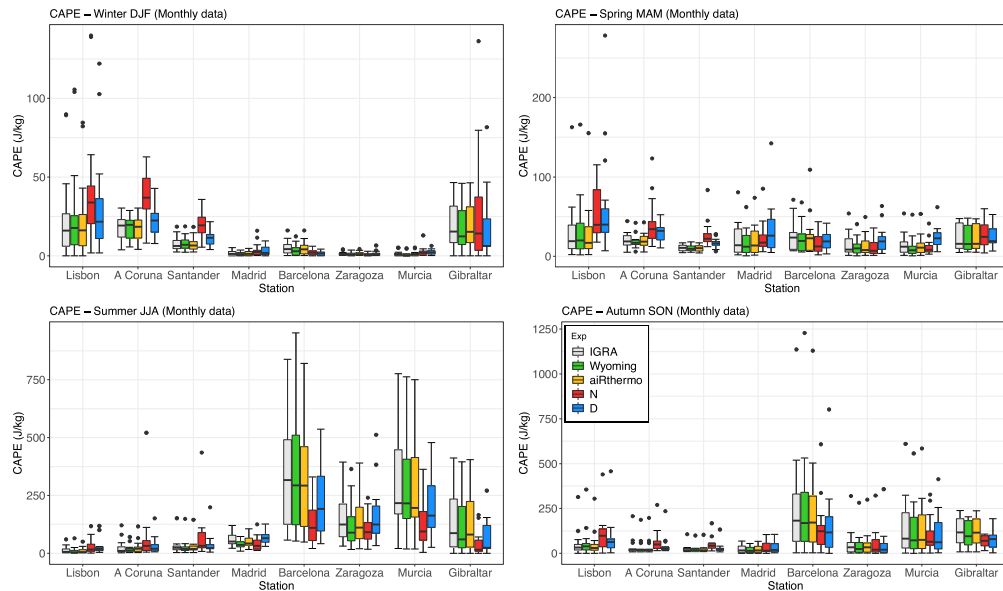 CAPE – Winter DJF (Monthly data)
CAPE (J/kg)
100
50
0
Lisbon A Coruna Santander Madrid Barcelona Zaragoza Murcia Gibraltar
Station
CAPE – Spring MAM (Monthly data)
CAPE (J/kg)
200
100
0
Lisbon A Coruna Santander Madrid Barcelona Zaragoza Murcia Gibraltar
Station
CAPE – Summer JJA (Monthly data)
CAPE (J/kg)
750
500
250
0
Lisbon A Coruna Santander Madrid Barcelona Zaragoza Murcia Gibraltar
Station
CAPE – Autumn SON (Monthly data)
CAPE (J/kg)
1250
1000
750
500
250
0
Exp
IGRA
Wyoming
aiRthermo
N
D
Lisbon A Coruna Santander Madrid Barcelona Zaragoza Murcia Gibraltar
Station